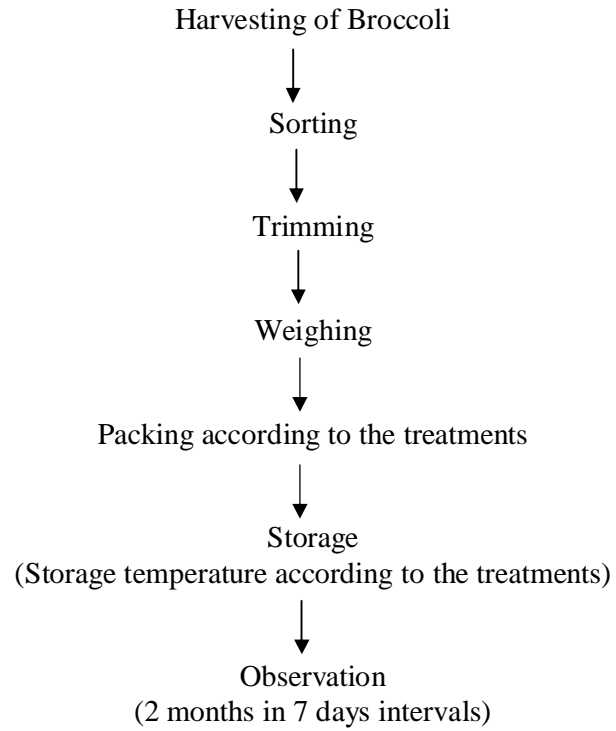 Harvesting of Broccoli
Sorting
Trimming
Weighing
Packing according to the treatments
Storage
(Storage temperature according to the treatments)
Observation
(2 months in 7 days intervals)